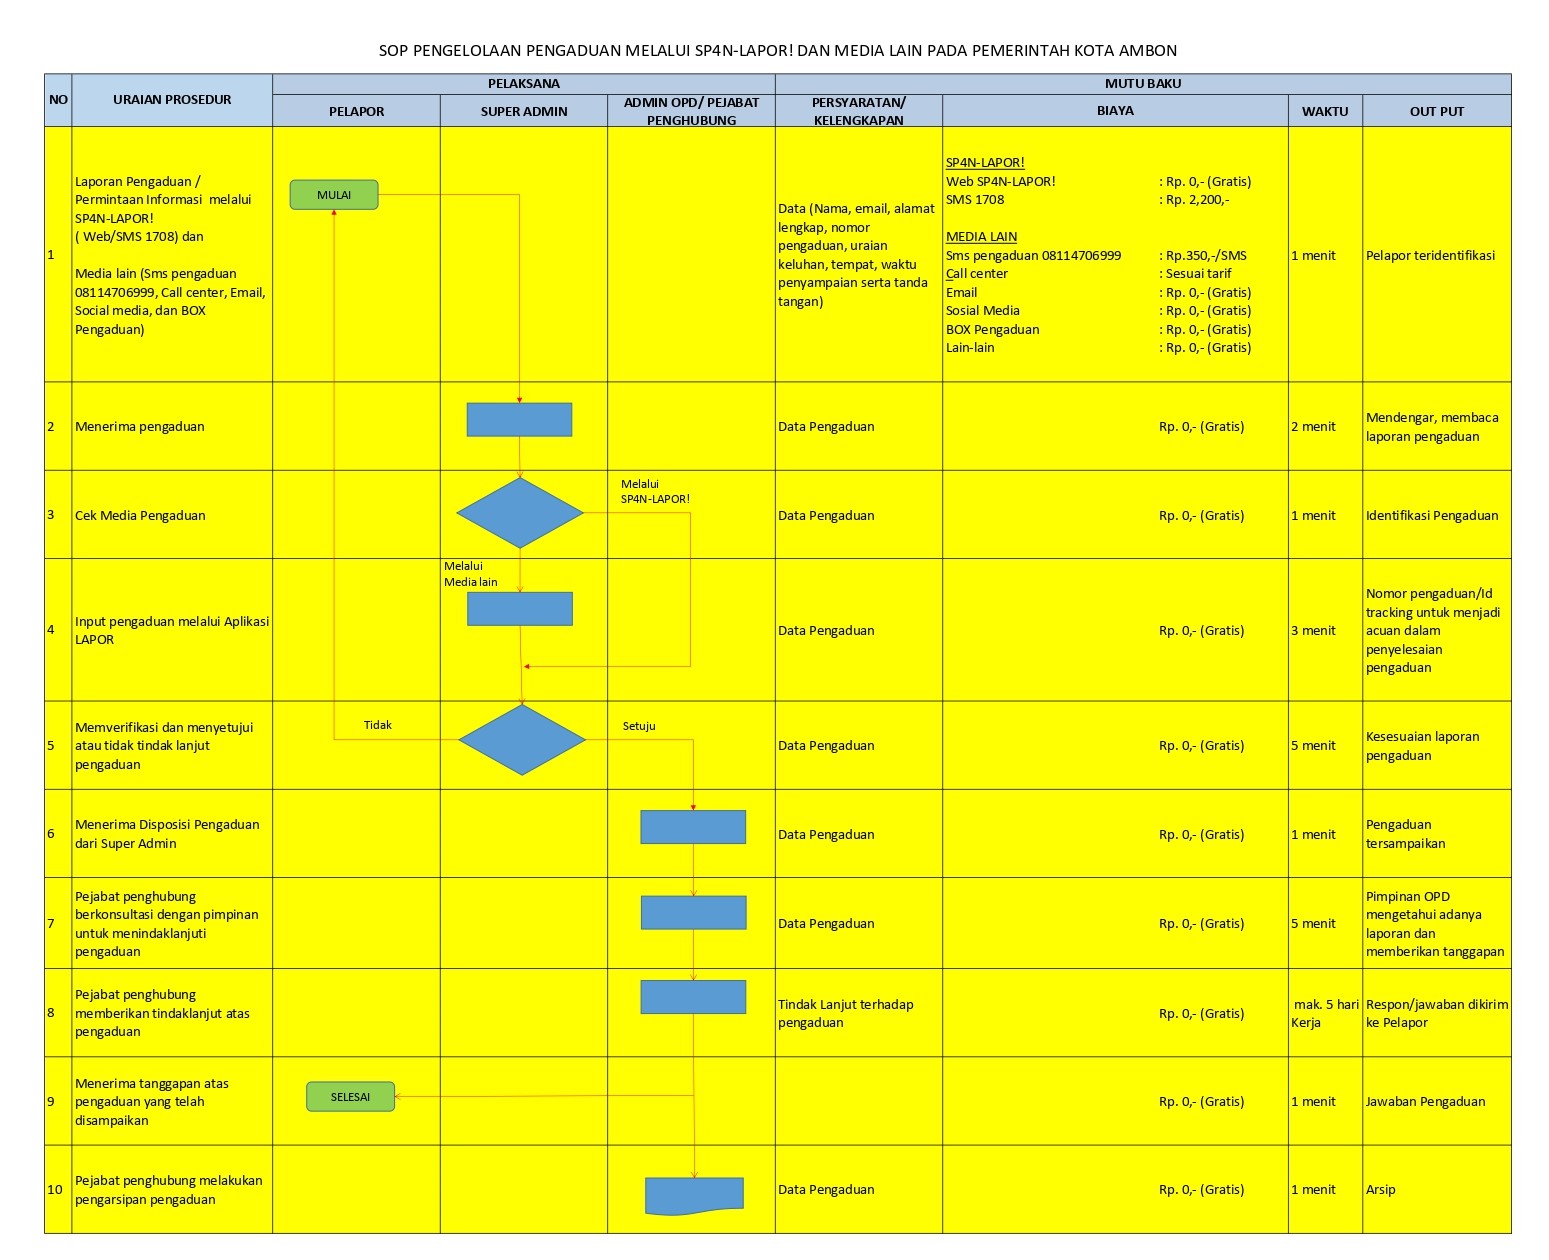 SOP PENGELOLAAN PENGADUAN MELALUI SP4N-LAPOR! DAN MEDIA LAIN PADA PEMERINTAH KOTA AMBON
NO
URAIAN PROSEDUR
PELAKSANA
MUTU BAKU
PELAPOR
SUPER ADMIN
ADMIN OPD/ PEJABAT
PENGHUBUNG
PERSYARATAN/
KELENGKAPAN
BIAYA
WAKTU
OUT PUT
1
Laporan Pengaduan /
Permintaan Informasi melalui
SP4N-LAPOR!
( Web/SMS 1708) dan
Media lain (Sms pengaduan
08114706999, Call center, Email,
Social media, dan BOX
Pengaduan)
MULAI
Data (Nama, email, alamat
lengkap, nomor
pengaduan, uraian
keluhan, tempat, waktu
penyampaian serta tanda
tangan)
SP4N-LAPOR!
Web SP4N-LAPOR! : Rp. 0,- (Gratis)
SMS 1708 : Rp. 2,200,-
MEDIA LAIN
Sms pengaduan 08114706999 : Rp.350,-/SMS
Call center : Sesuai tarif
Email : Rp. 0,- (Gratis)
Sosial Media : Rp. 0,- (Gratis)
BOX Pengaduan : Rp. 0,- (Gratis)
Lain-lain : Rp. 0,- (Gratis)
1 menit
Pelapor teridentifikasi
2
Menerima pengaduan
Data Pengaduan
Rp. 0,- (Gratis)
2 menit
Mendengar, membaca
laporan pengaduan
3
Cek Media Pengaduan
Melalui
SP4N-LAPOR!
Data Pengaduan
Rp. 0,- (Gratis)
1 menit
Identifikasi Pengaduan
4
Input pengaduan melalui Aplikasi
LAPOR
Melalui
Media lain
Data Pengaduan
Rp. 0,- (Gratis)
3 menit
Nomor pengaduan/Id
tracking untuk menjadi
acuan dalam
penyelesaian
pengaduan
5
Memverifikasi dan menyetujui
atau tidak tindak lanjut
pengaduan
Tidak
Setuju
Data Pengaduan
Rp. 0,- (Gratis)
5 menit
Kesesuaian laporan
pengaduan
6
Menerima Disposisi Pengaduan
dari Super Admin
Data Pengaduan
Rp. 0,- (Gratis)
1 menit
Pengaduan
tersampaikan
7
Pejabat penghubung
berkonsultasi dengan pimpinan
untuk menindaklanjuti
pengaduan
Data Pengaduan
Rp. 0,- (Gratis)
5 menit
Pimpinan OPD
mengetahui adanya
laporan dan
memberikan tanggapan
8
Pejabat penghubung
memberikan tindaklanjut atas
pengaduan
Tindak Lanjut terhadap
pengaduan
Rp. 0,- (Gratis)
mak. 5 hari
Kerja
Respon/jawaban dikirim
ke Pelapor
9
Menerima tanggapan atas
pengaduan yang telah
disampaikan
SELESAI
Rp. 0,- (Gratis)
1 menit
Jawaban Pengaduan
10
Pejabat penghubung melakukan
pengarsipan pengaduan
Data Pengaduan
Rp. 0,- (Gratis)
1 menit
Arsip